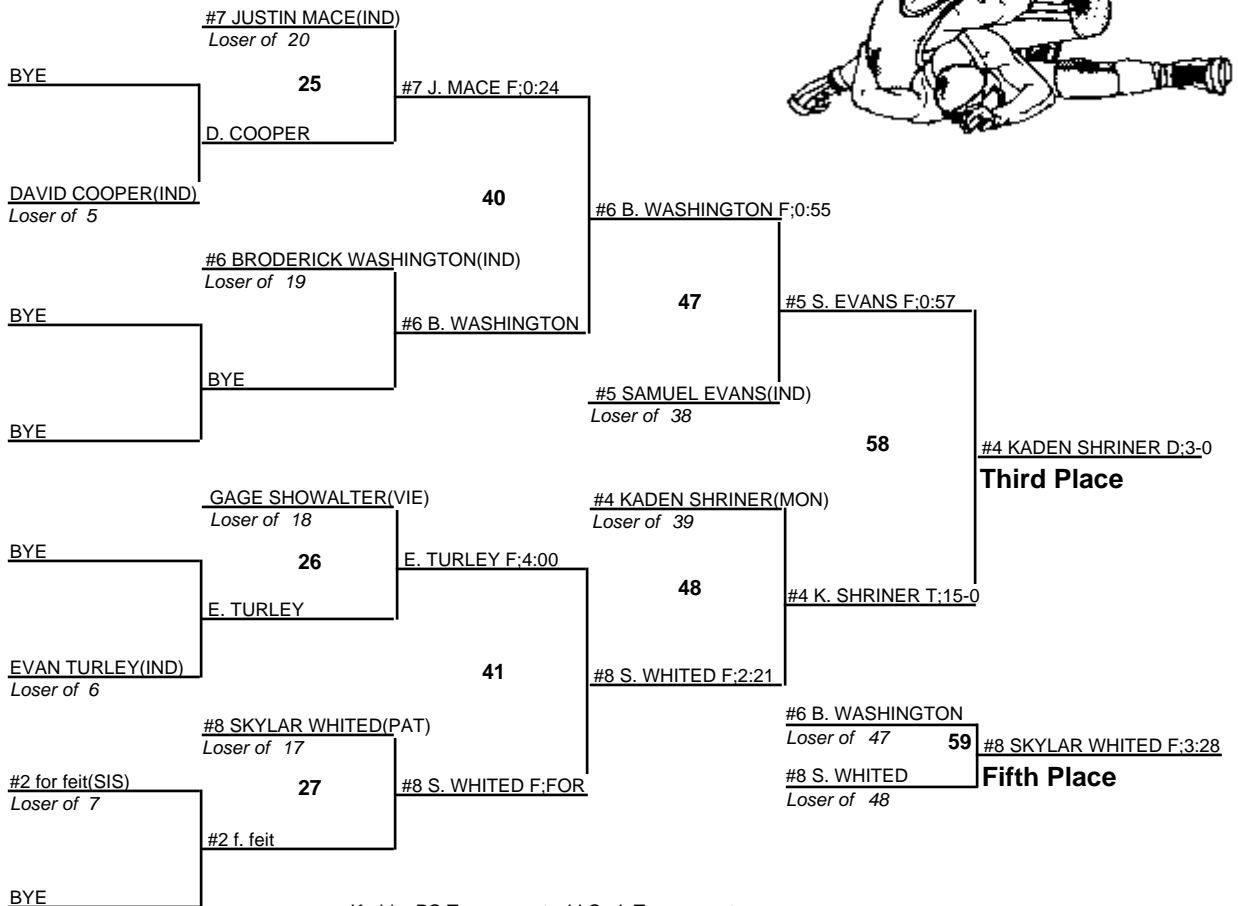 #7 JUSTIN MACE(IND)
Loser of 20
BYE
25
#7 J. MACE F;0:24
D. COOPER
DAVID COOPER(IND)
Loser of 5
40
#6 B. WASHINGTON F;0:55
#6 BRODERICK WASHINGTON(IND)
Loser of 19
BYE
#6 B. WASHINGTON
47
#5 S. EVANS F;0:57
BYE
#5 SAMUEL EVANS(IND)
Loser of 38
BYE
58
#4 KADEN SHRINER D;3-0
Third Place
GAGE SHOWALTER(VIE)
Loser of 18
#4 KADEN SHRINER(MON)
Loser of 39
BYE
26
E. TURLEY F;4:00
48
E. TURLEY
#4 K. SHRINER T;15-0
EVAN TURLEY(IND)
Loser of 6
41
#8 S. WHITED F;2:21
#8 SKYLAR WHITED(PAT)
Loser of 17
#6 B. WASHINGTON
Loser of 47
59
#8 SKYLAR WHITED F;3:28
Fifth Place
#2 for feit(SIS)
Loser of 7
27
#8 S. WHITED F;FOR
#8 S. WHITED
Loser of 48
#2 f. feit
BYE